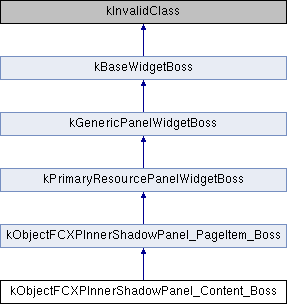 kInvalidClass
kBaseWidgetBoss
kGenericPanelWidgetBoss
kPrimaryResourcePanelWidgetBoss
kObjectFCXPInnerShadowPanel_PageItem_Boss
kObjectFCXPInnerShadowPanel_Content_Boss